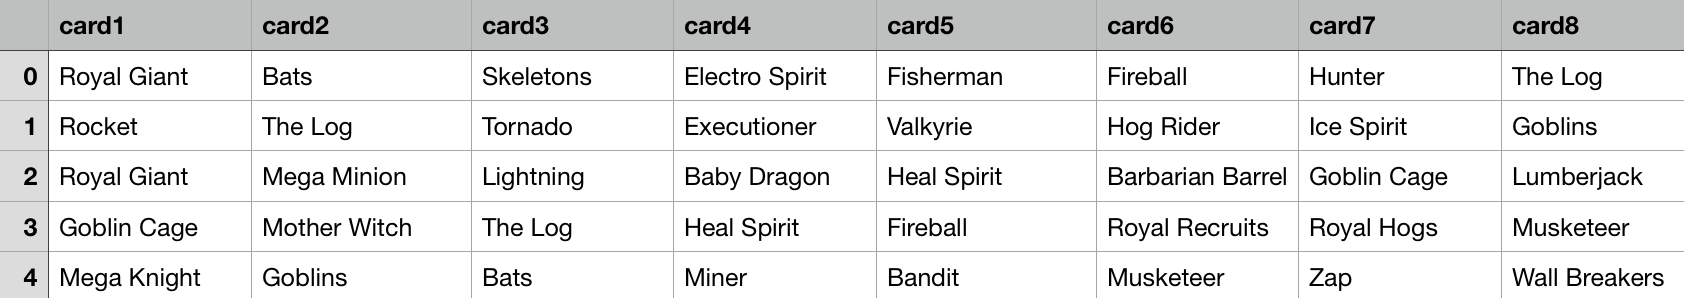 card1 card2 card3 card4 card5 card6 card7 card8
0 Royal Giant Bats Skeletons Electro Spirit Fisherman Fireball Hunter The Log
1 Rocket The Log Tornado Executioner Valkyrie Hog Rider Ice Spirit Goblins
2 Royal Giant Mega Minion Lightning Baby Dragon Heal Spirit Barbarian Barrel Goblin Cage Lumberjack
3 Goblin Cage Mother Witch The Log Heal Spirit Fireball Royal Recruits Royal Hogs Musketeer
4 Mega Knight Goblins Bats Miner Bandit Musketeer Zap Wall Breakers